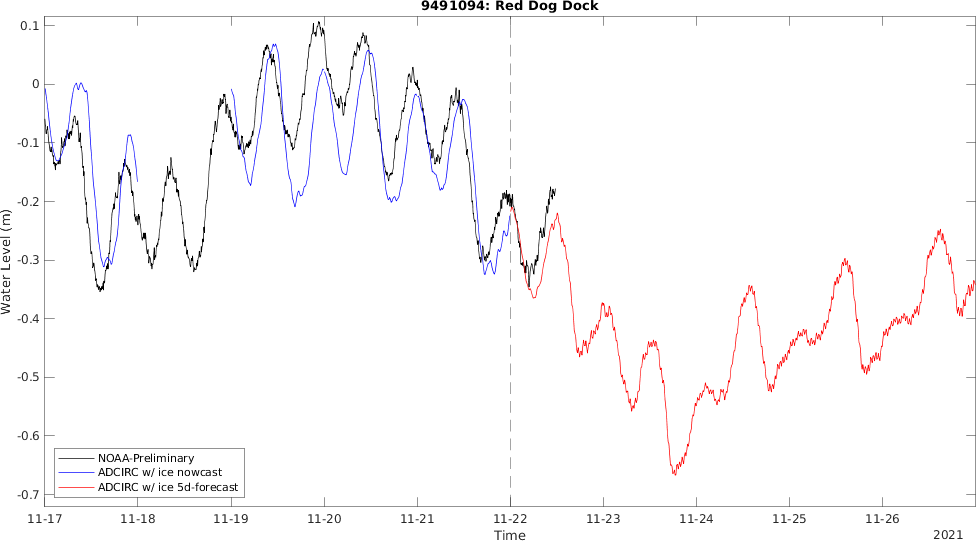 9491094: Red Dog Dock
Water Level (m)
0.1
0
-0.1
-0.2
-0.3
-0.4
-0.5
-0.6
-0.7
NOAA-Preliminary
ADCIRC w/ ice nowcast
ADCIRC w/ ice 5d-forecast
11-17 11-18 11-19 11-20 11-21 11-22 11-23 11-24 11-25 11-26
Time
2021